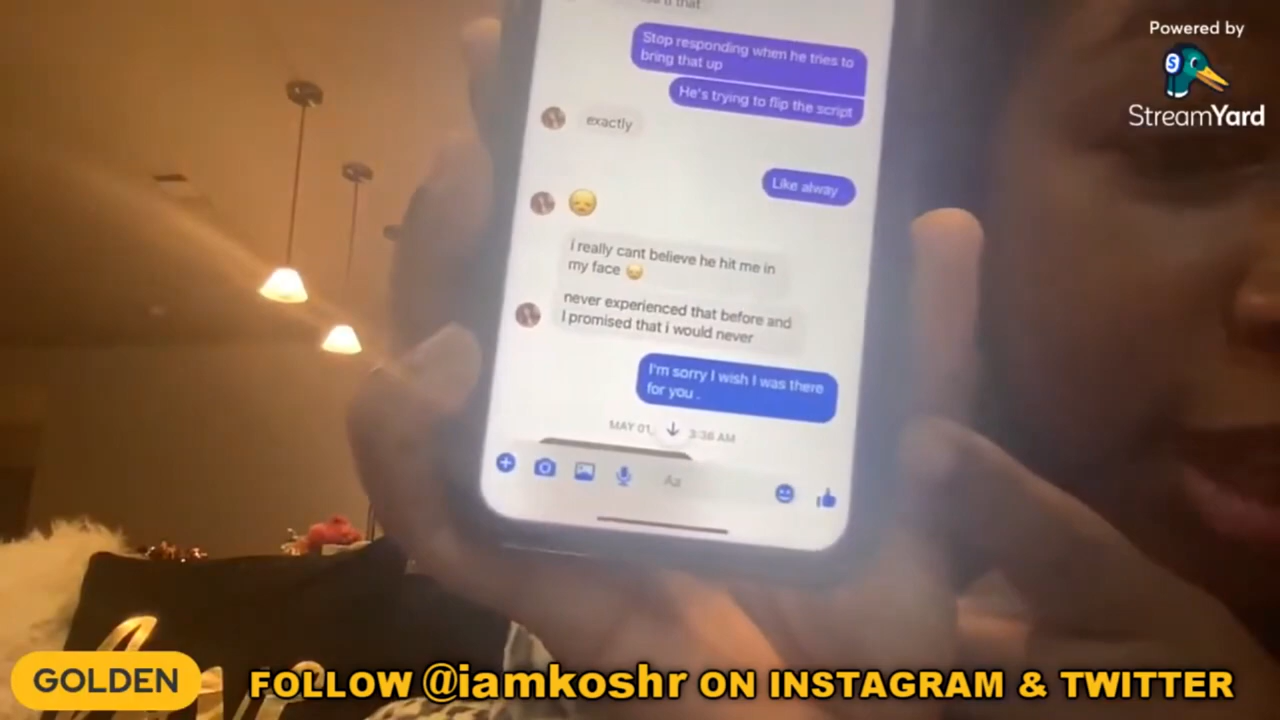 that
Powered by
StreamYard
Stop responding when he tries to
bring that up
He's trying to flip the script
exactly
Like alway
i really cant believe he hit me in
my face
never experienced that before and
I promised that i would never
I'm sorry I wish I was there
for you .
MAY 01
3:36 AM
Aa
GOLDEN
FOLLOW @iamkoshr ON INSTAGRAM & TWITTER